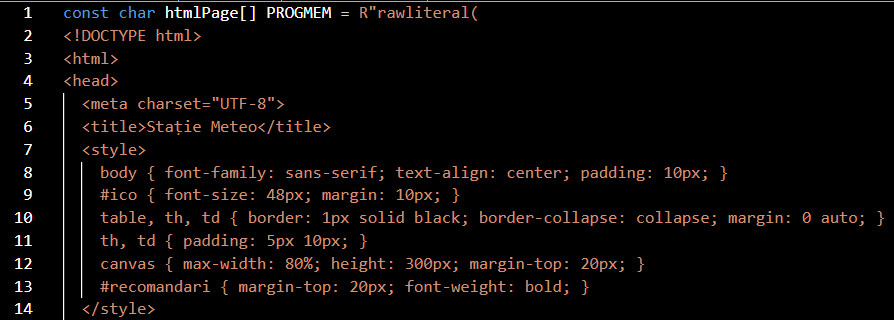 1 const char htmlPage[] PROGMEM = R"rawliteral(
2 <!DOCTYPE html>
3 <html>
4 <head>
5 <meta charset="UTF-8">
6 <title>Stație Meteo</title>
7 <style>
8 body { font-family: sans-serif; text-align: center; padding: 10px; }
9 #ico { font-size: 48px; margin: 10px; }
10 table, th, td { border: 1px solid black; border-collapse: collapse; margin: 0 auto; }
11 th, td { padding: 5px 10px; }
12 canvas { max-width: 80%; height: 300px; margin-top: 20px; }
13 #recomandari { margin-top: 20px; font-weight: bold; }
14 </style>